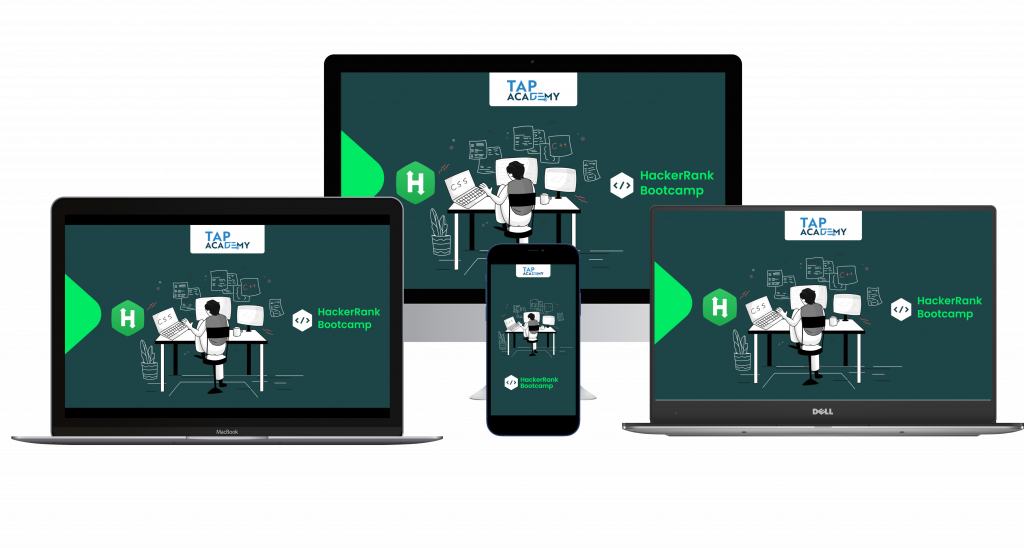 TAP
ACADEMY
C++
CSS
H
</>
HackerRank
Bootcamp
TAP
ACADEMY
C++
CSS
H
</>
HackerRank
Bootcamp
MacBook
TAP
ACADEMY
</>
HackerRank
Bootcamp
TAP
ACADEMY
C++
CSS
H
</>
HackerRank
Bootcamp
DELL